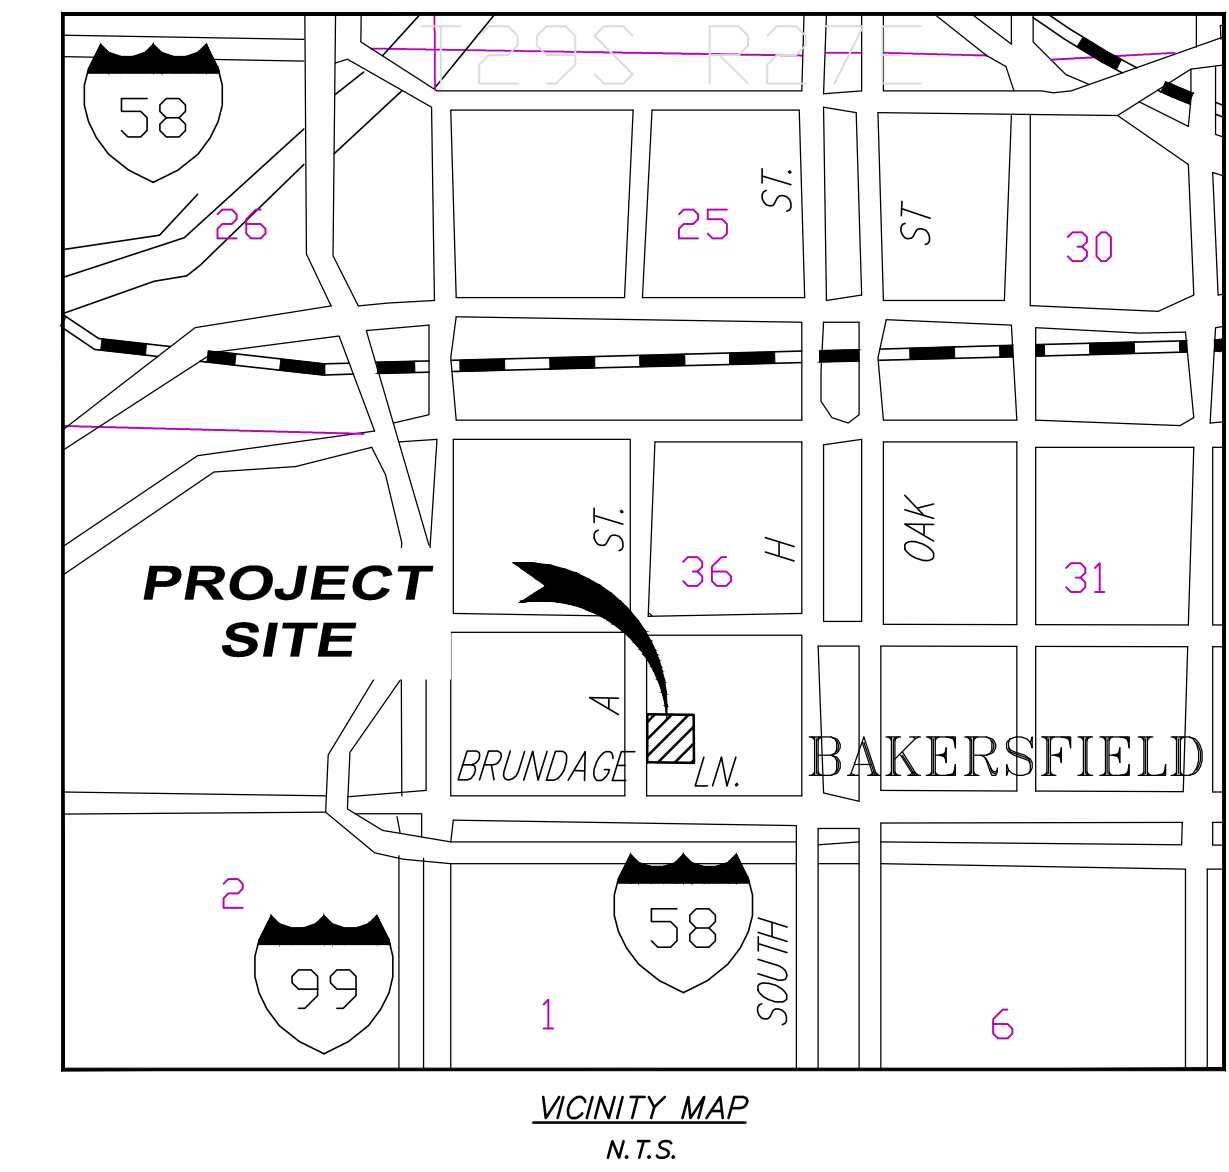 T29S R27E
58
26
25
ST.
ST
30
ST.
36
H
OAK
31
PROJECT
SITE
A
BRUNDAGE LN.
BAKERSFIELD
2
99
58
SOUTH
1
6
VICINITY MAP
N.T.S.